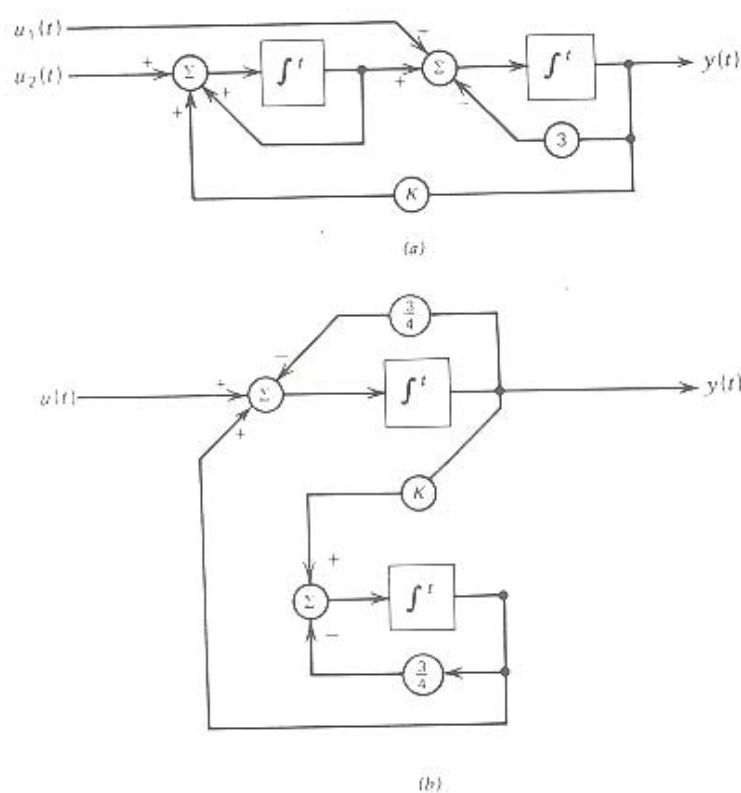 u₁(t)
−
u₂(t) + Σ ∫ᵗ + Σ ∫ᵗ y(t)
+ + −
3
K
(a)
3/4
−
u(t) + Σ ∫ᵗ y(t)
+
K
+
Σ ∫ᵗ
−
3/4
(b)